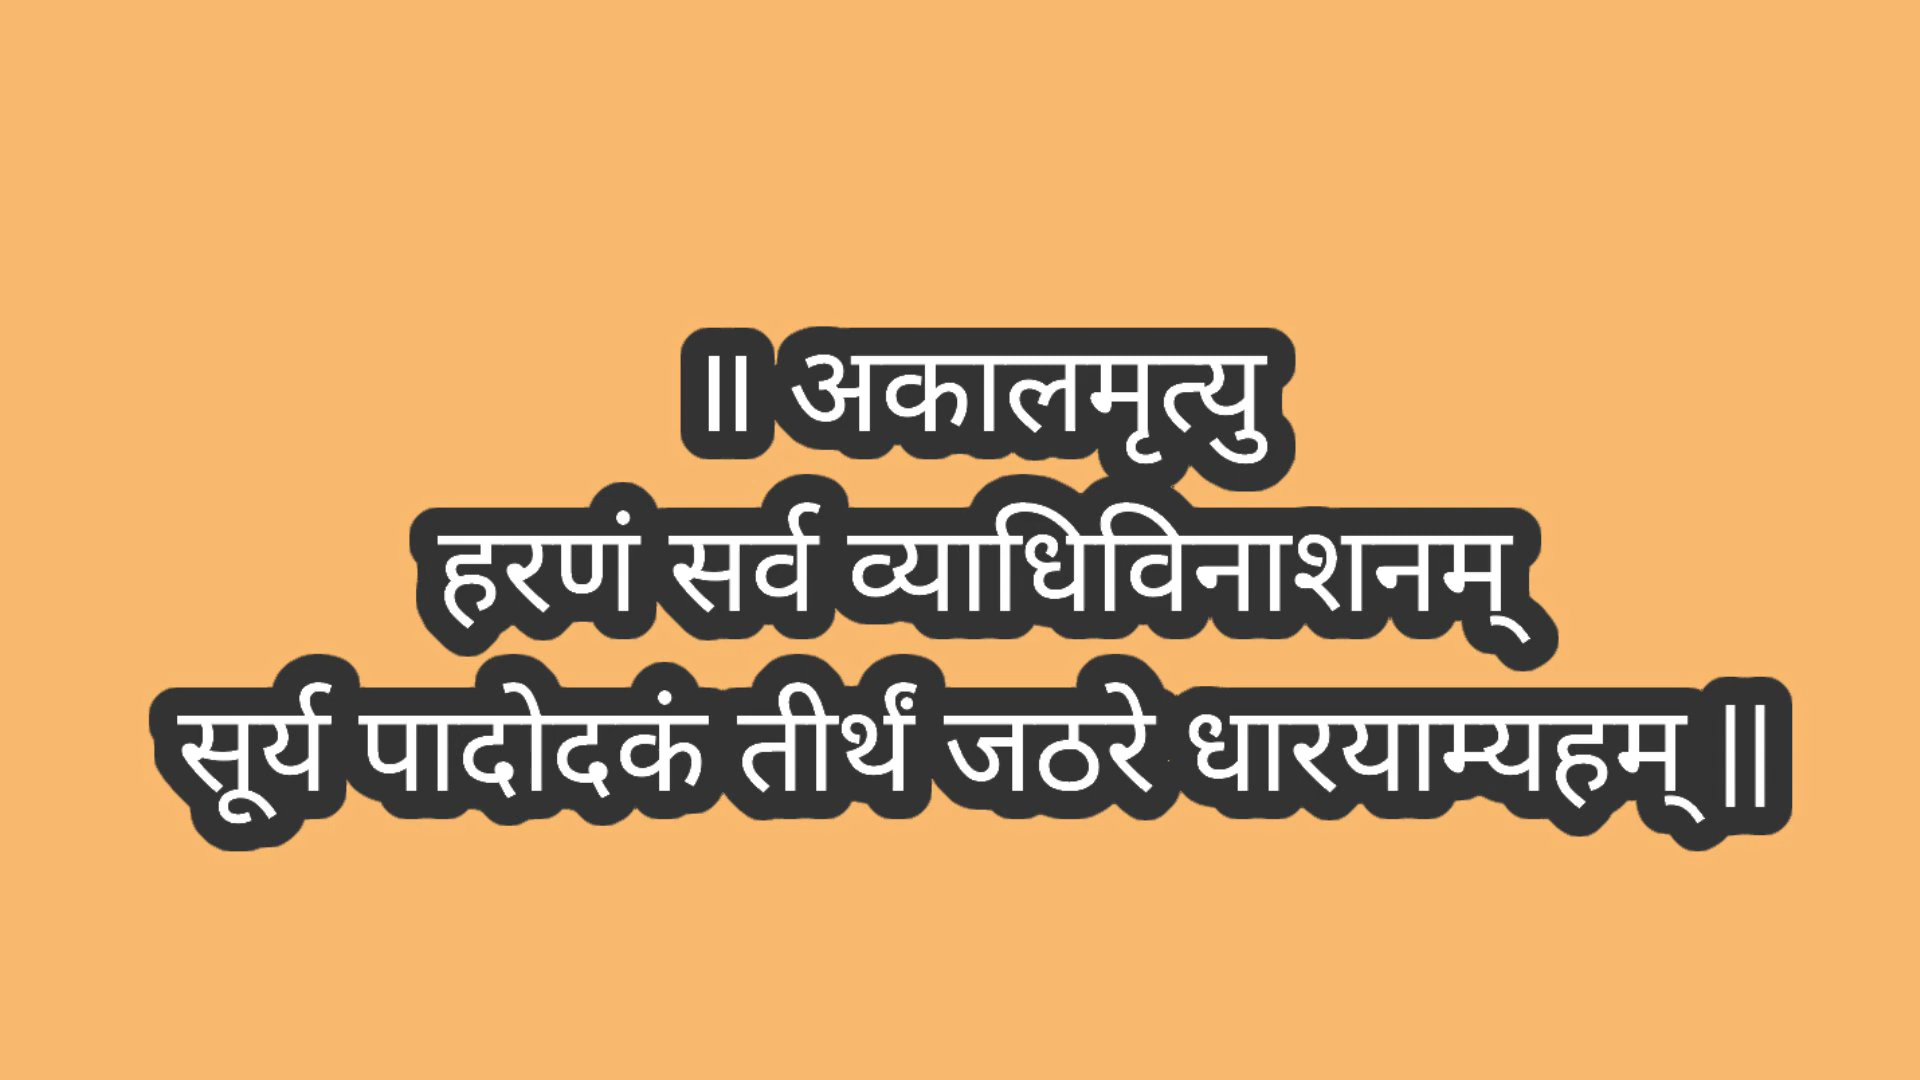 ॥ अकालमृत्यु
हरणं सर्व व्याधिविनाशनम्
सूर्य पादोदकं तीर्थं जठरे धारयाम्यहम् ||